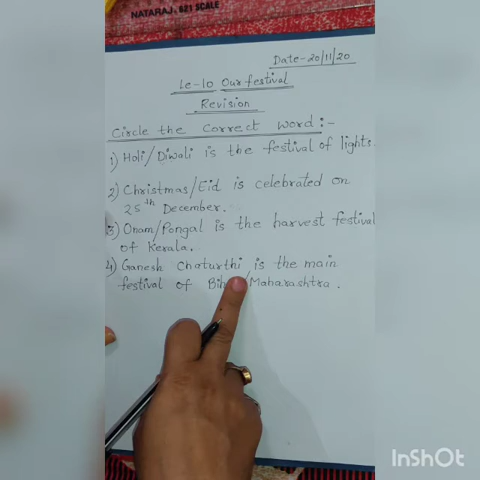 NATARAJ. 621 SCALE
Date-20/11/20
Le-10 Our festival
Revision
Circle the Correct word:-
1) Holi/Diwali is the festival of lights.
2) Christmas/Eid is celebrated on
25th December.
3) Onam/Pongal is the harvest festival
of Kerala.
4) Ganesh Chaturthi is the main
festival of /Maharashtra.
InShOt